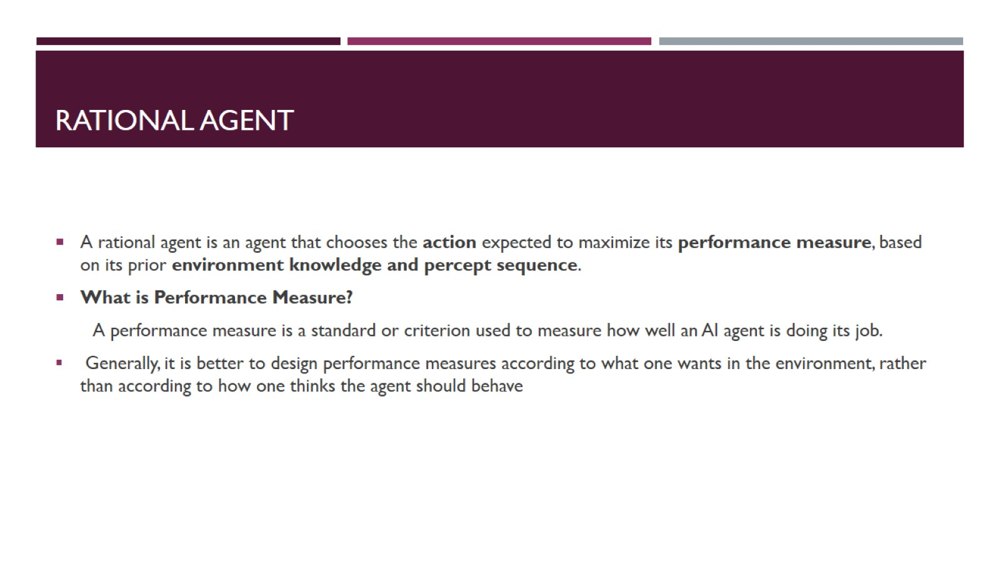 RATIONAL AGENT
A rational agent is an agent that chooses the action expected to maximize its performance measure, based
on its prior environment knowledge and percept sequence.
What is Performance Measure?
A performance measure is a standard or criterion used to measure how well an AI agent is doing its job.
Generally, it is better to design performance measures according to what one wants in the environment, rather
than according to how one thinks the agent should behave